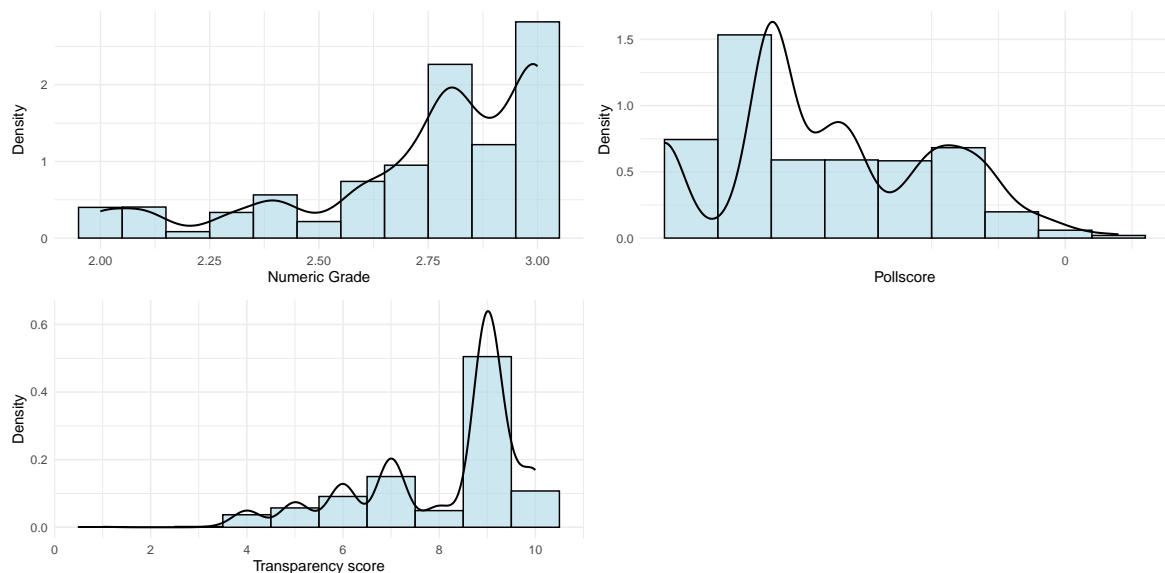 Density
2
1
0
2.00 2.25 2.50 2.75 3.00
Numeric Grade
Density
1.5
1.0
0.5
0.0
0
Pollscore
Density
0.6
0.4
0.2
0.0
0 2 4 6 8 10
Transparency score